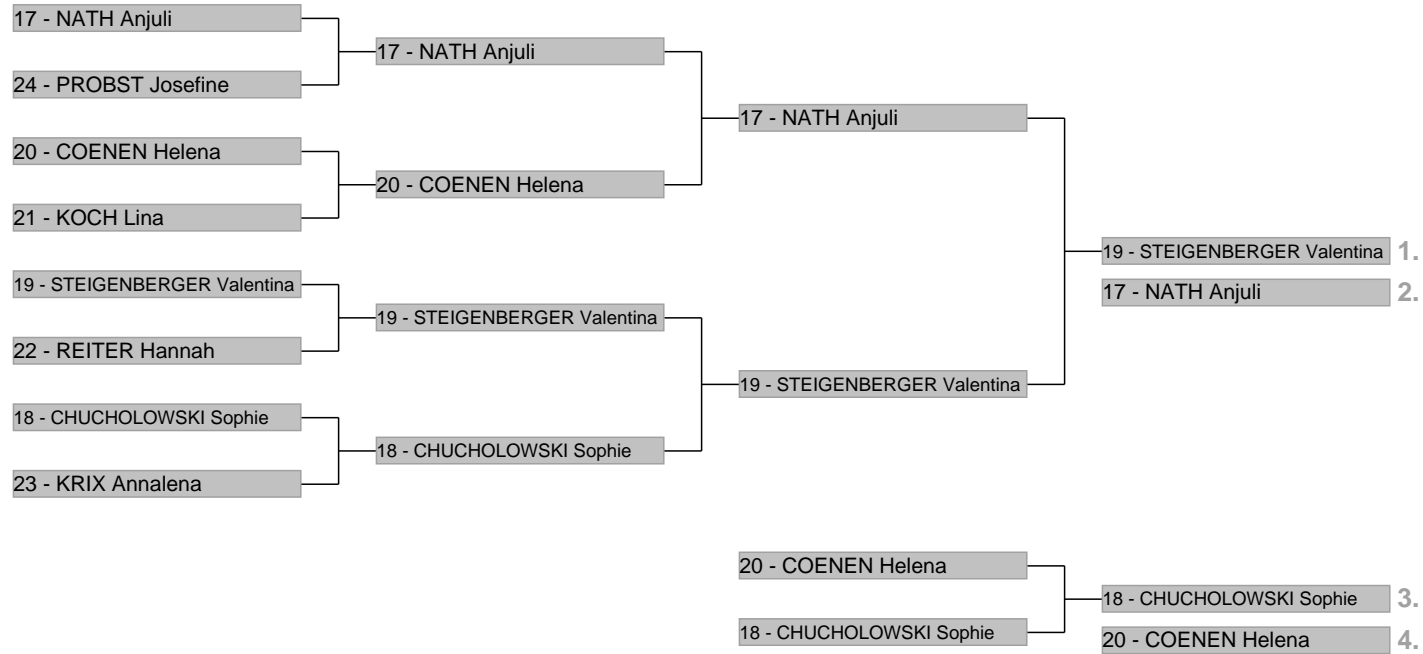 17 - NATH Anjuli
24 - PROBST Josefine
20 - COENEN Helena
21 - KOCH Lina
19 - STEIGENBERGER Valentina
22 - REITER Hannah
18 - CHUCHOLOWSKI Sophie
23 - KRIX Annalena
17 - NATH Anjuli
20 - COENEN Helena
19 - STEIGENBERGER Valentina
18 - CHUCHOLOWSKI Sophie
17 - NATH Anjuli
19 - STEIGENBERGER Valentina
19 - STEIGENBERGER Valentina 1.
17 - NATH Anjuli 2.
20 - COENEN Helena
18 - CHUCHOLOWSKI Sophie
18 - CHUCHOLOWSKI Sophie 3.
20 - COENEN Helena 4.